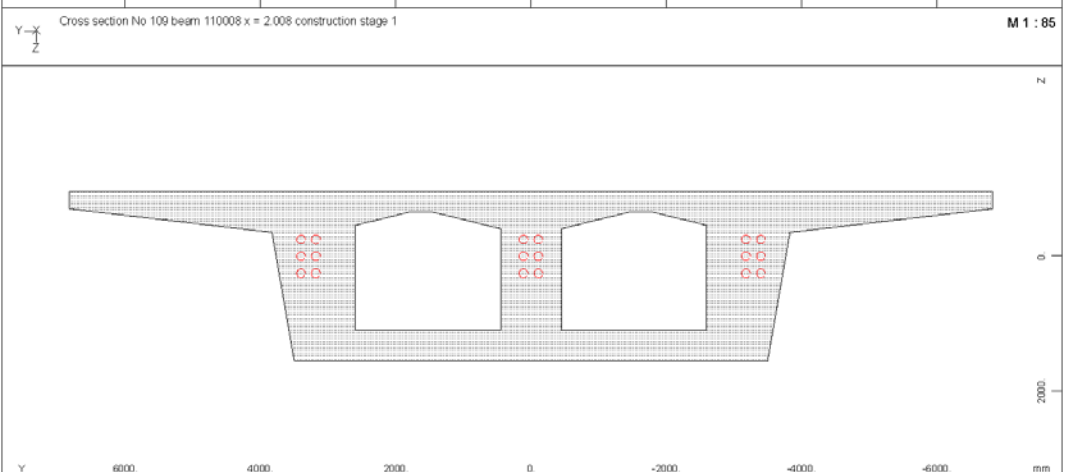 Cross section No 109 beam 110008 x = 2.008 construction stage 1
M 1 : 85
Y X
Z
Z
0.
2000.
Y 6000. 4000. 2000. 0. -2000. -4000. -6000. mm